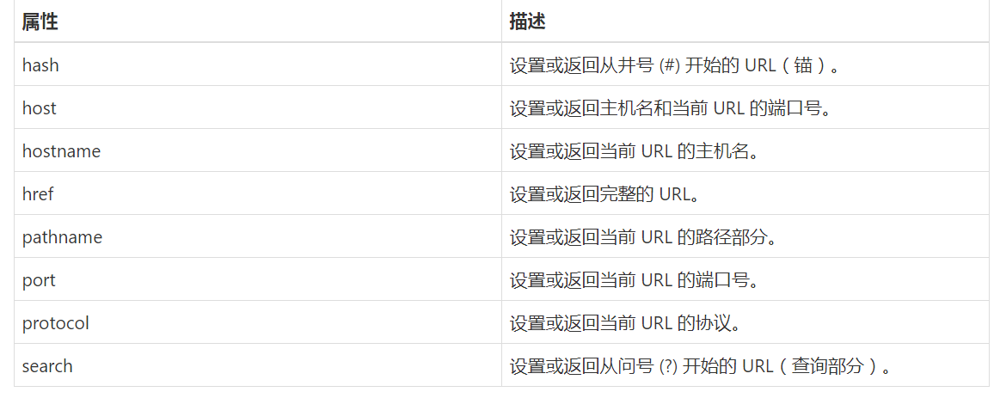 属性 描述
hash 设置或返回从井号 (#) 开始的 URL（锚）。
host 设置或返回主机名和当前 URL 的端口号。
hostname 设置或返回当前 URL 的主机名。
href 设置或返回完整的 URL。
pathname 设置或返回当前 URL 的路径部分。
port 设置或返回当前 URL 的端口号。
protocol 设置或返回当前 URL 的协议。
search 设置或返回从问号 (?) 开始的 URL（查询部分）。